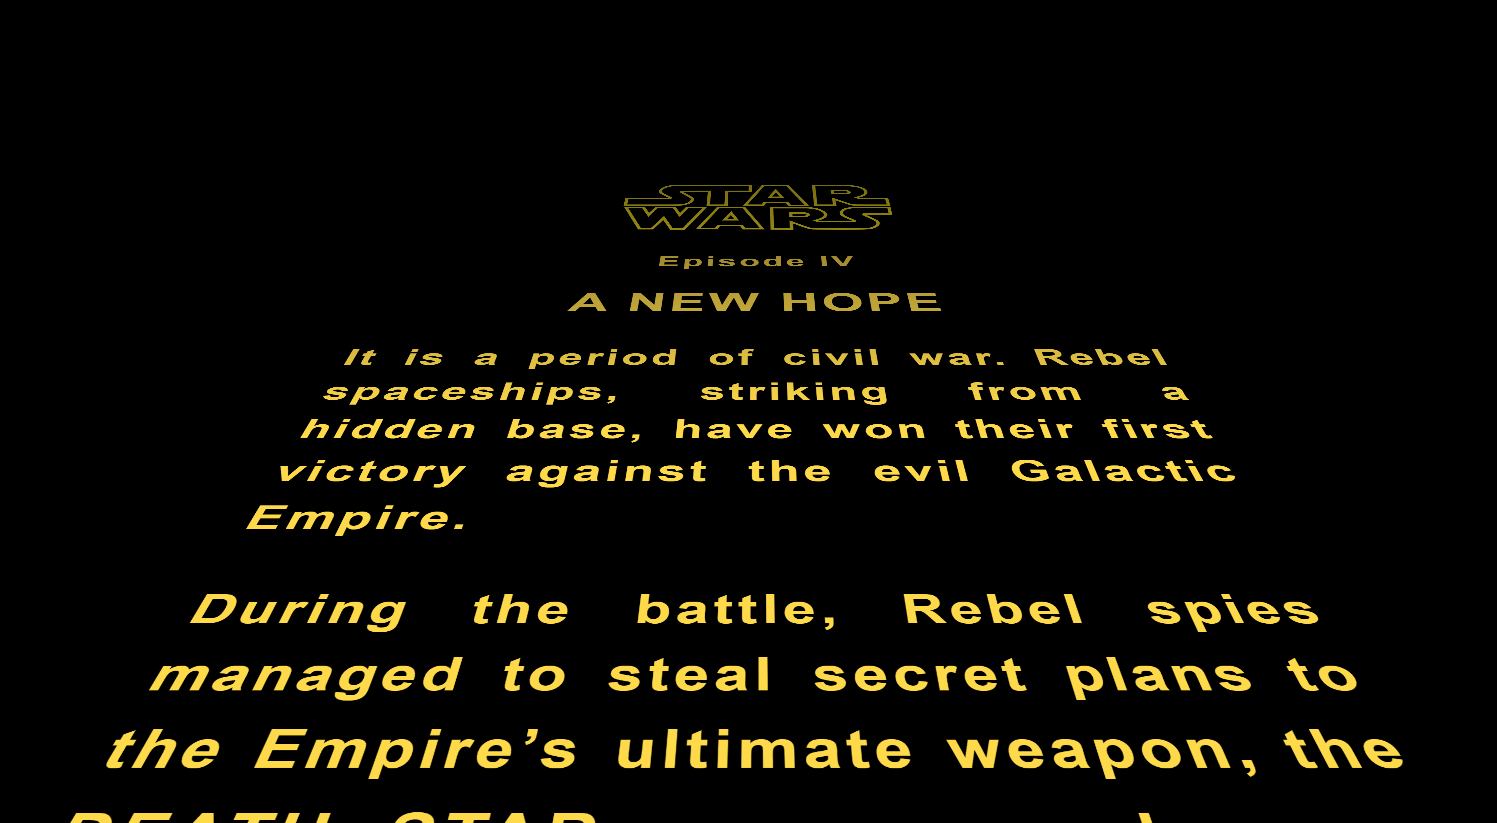 STAR
WARS
Episode IV
A NEW HOPE
It is a period of civil war. Rebel
spaceships, striking from a
hidden base, have won their first
victory against the evil Galactic
Empire.
During the battle, Rebel spies
managed to steal secret plans to
the Empire’s ultimate weapon, the
DEATH STAR